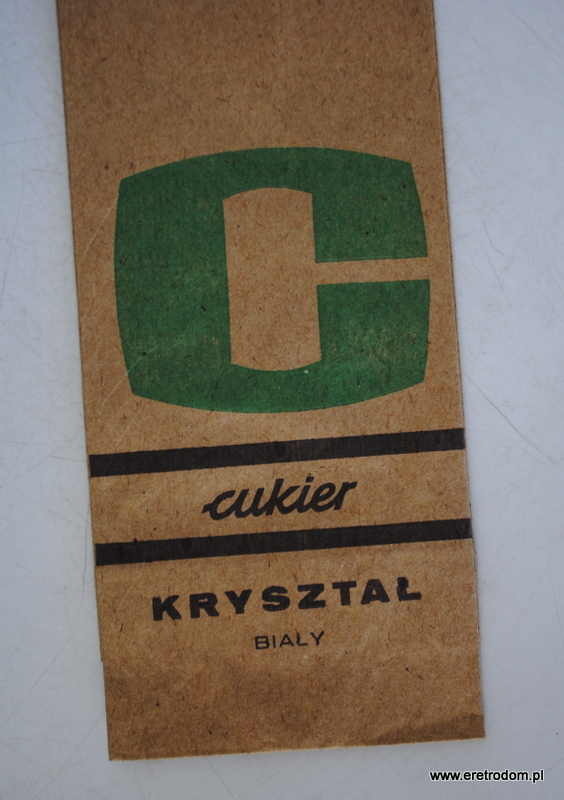 C
cukier
KRYSZTAŁ
BIAŁY
www.eretrodom.pl